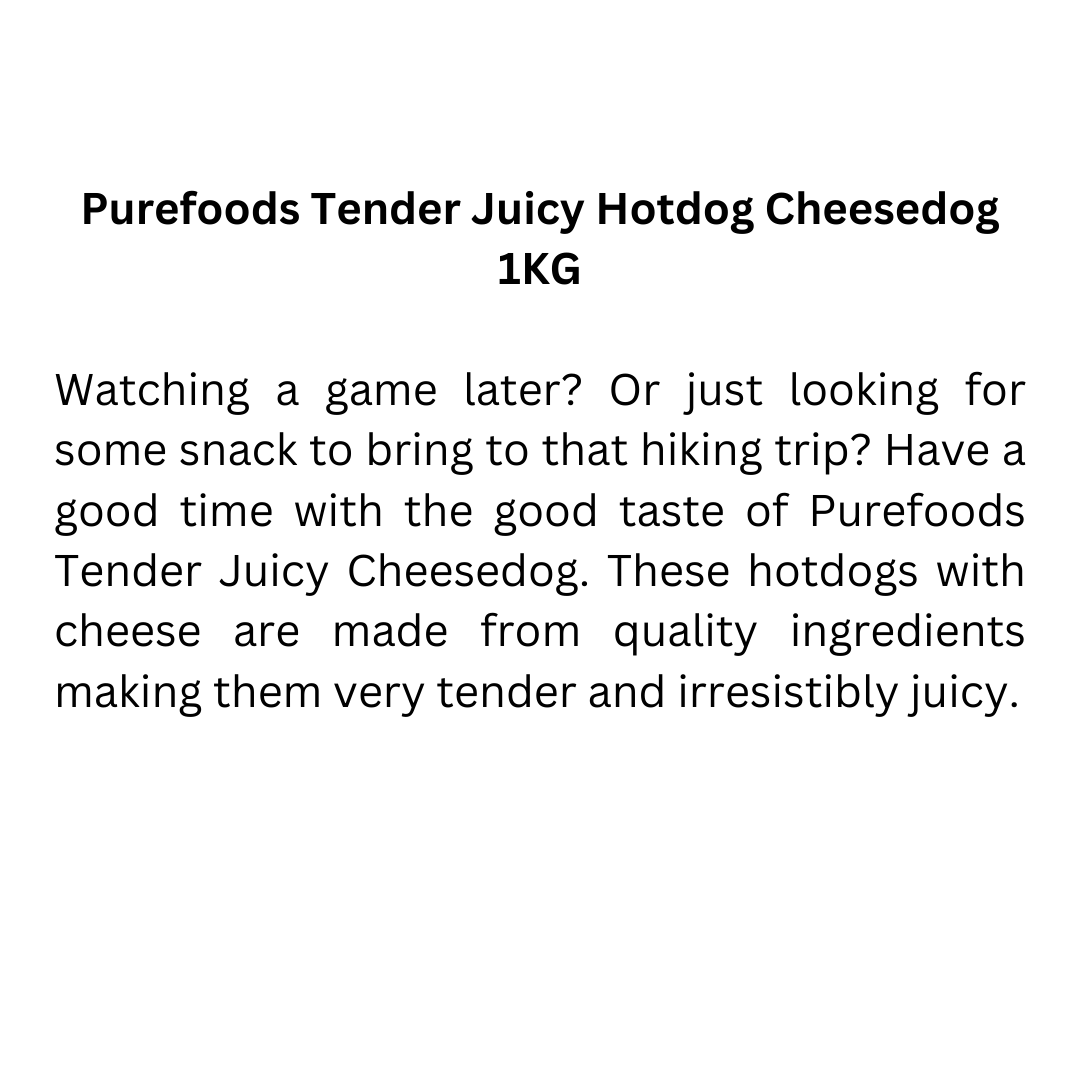 Purefoods Tender Juicy Hotdog Cheesedog
1KG
Watching a game later? Or just looking for
some snack to bring to that hiking trip? Have a
good time with the good taste of Purefoods
Tender Juicy Cheesedog. These hotdogs with
cheese are made from quality ingredients
making them very tender and irresistibly juicy.